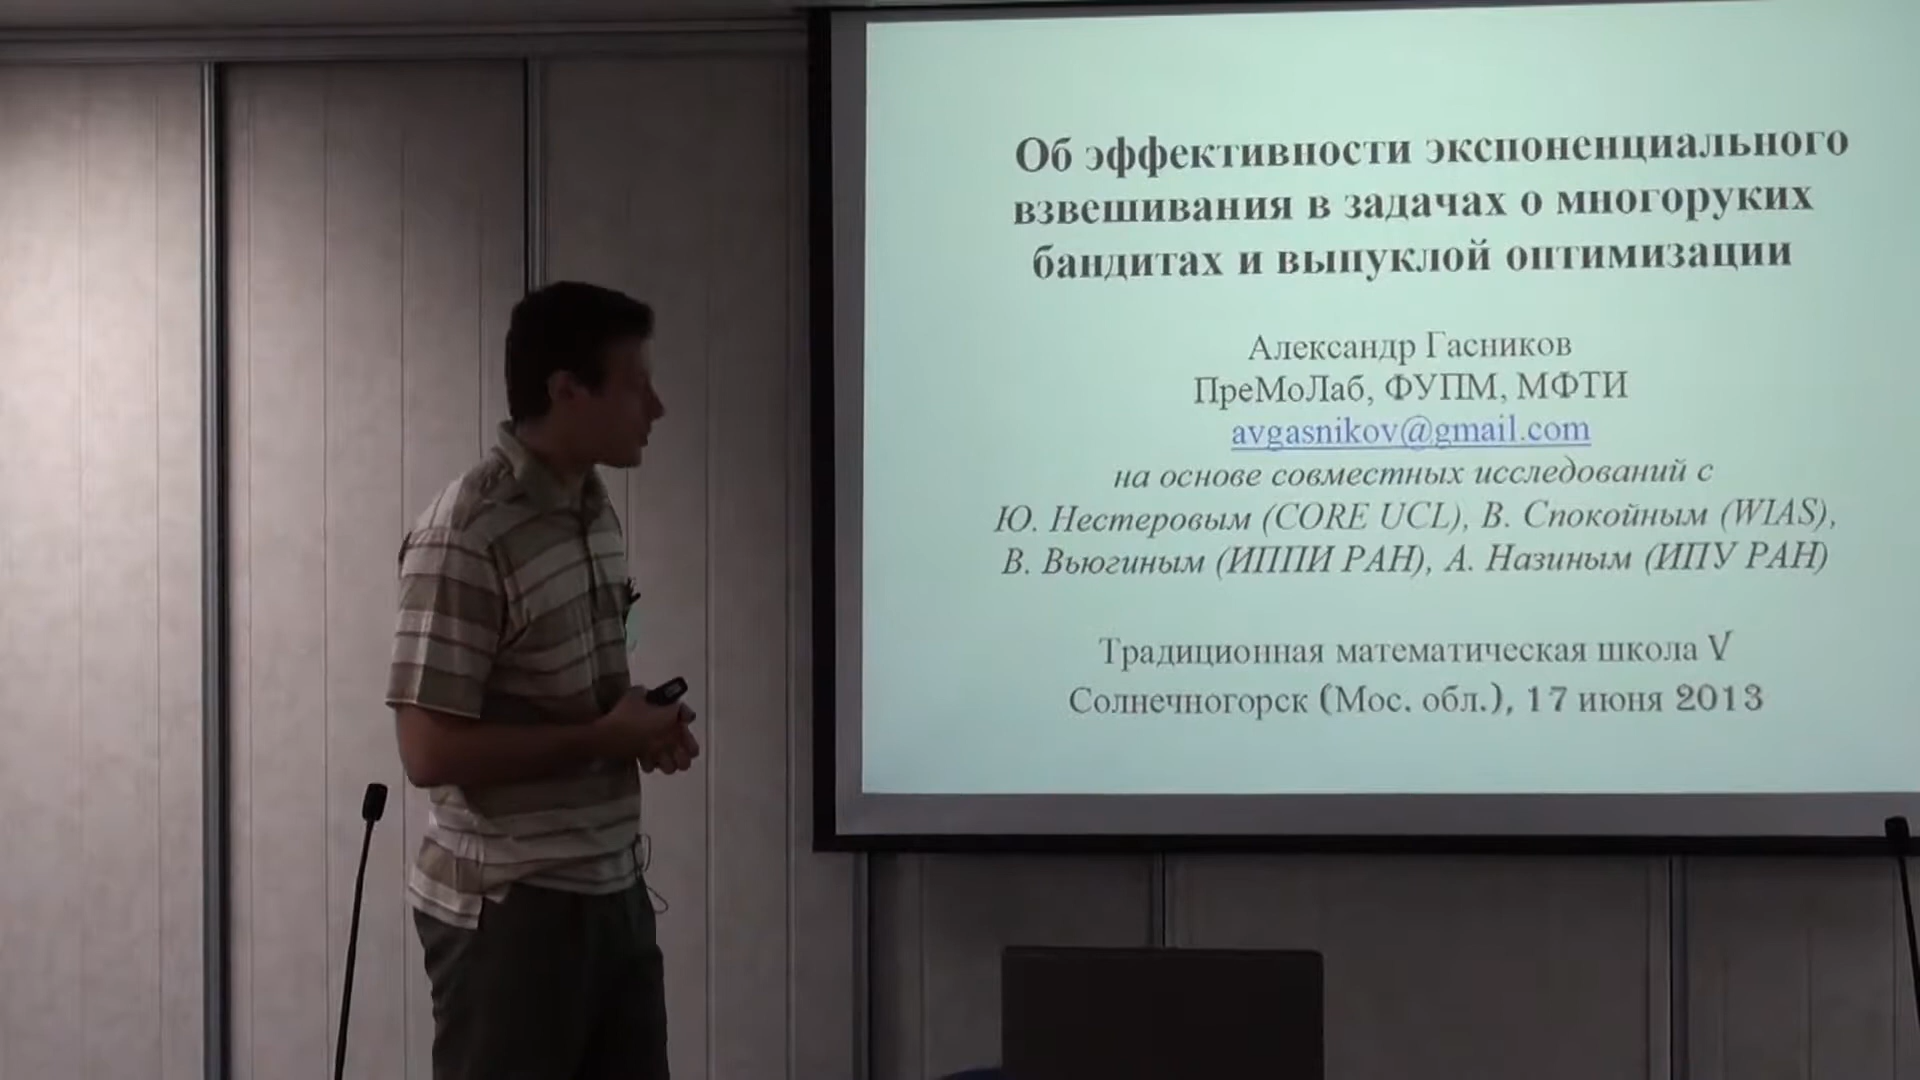 Об эффективности экспоненциального
взвешивания в задачах о многоруких
бандитах и выпуклой оптимизации
Александр Гасников
ПреМоЛаб, ФУПМ, МФТИ
avgasnikov@gmail.com
на основе совместных исследований с
Ю. Нестеровым (CORE UCL), В. Спокойным (WIAS),
В. Вьюгиным (ИППИ РАН), А. Назиным (ИПУ РАН)
Традиционная математическая школа V
Солнечногорск (Мос. обл.), 17 июня 2013